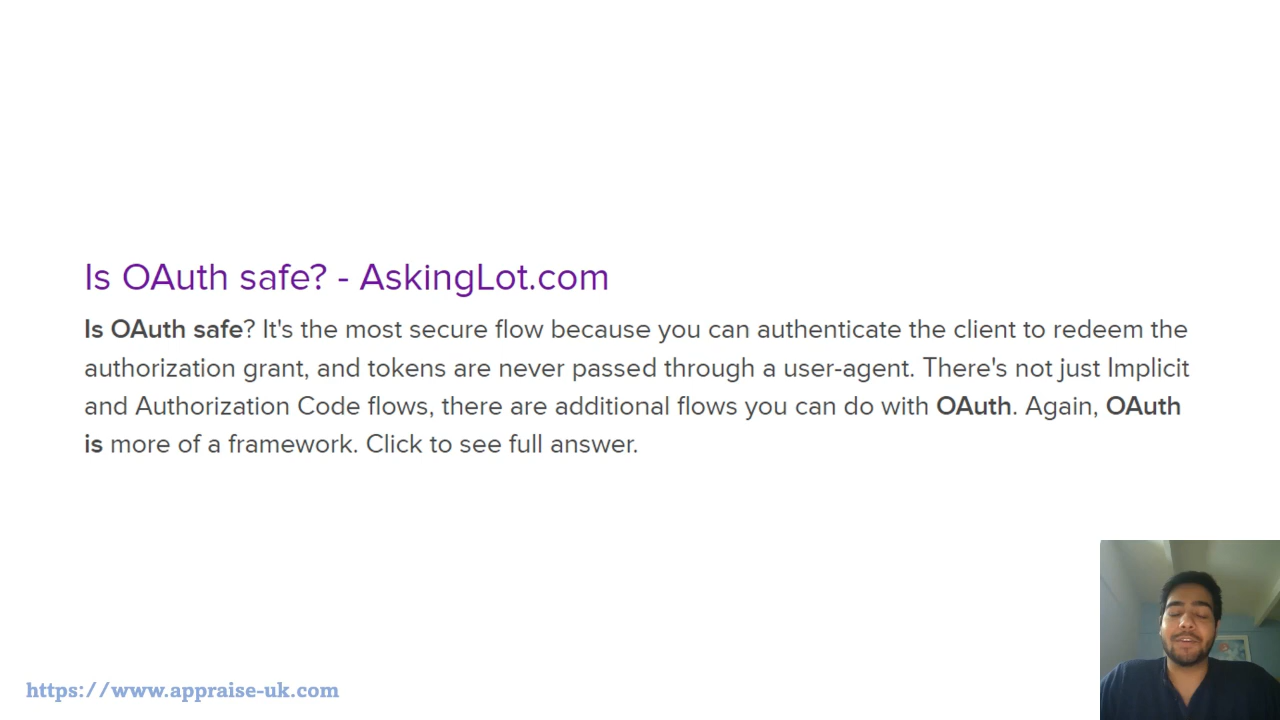 Is OAuth safe? - AskingLot.com
Is OAuth safe? It's the most secure flow because you can authenticate the client to redeem the
authorization grant, and tokens are never passed through a user-agent. There's not just Implicit
and Authorization Code flows, there are additional flows you can do with OAuth. Again, OAuth
is more of a framework. Click to see full answer.
https://www.appraise-uk.com